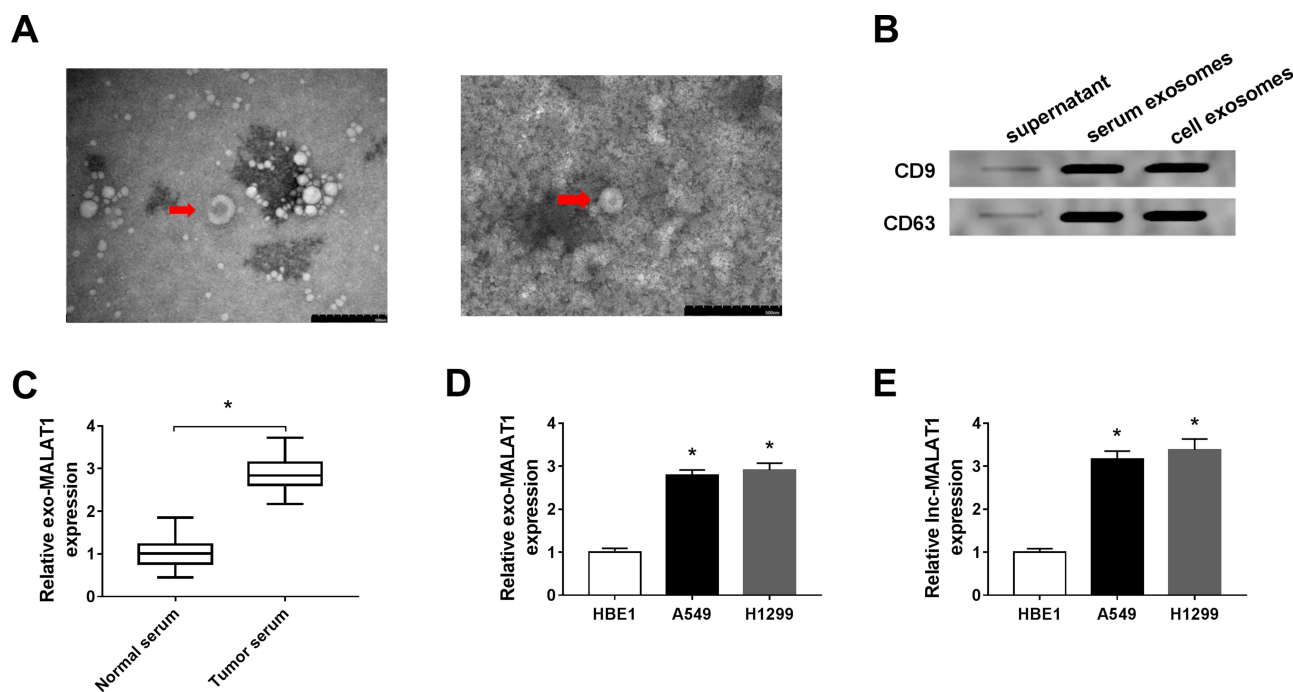 A
B
500nm
supernatant
serum exosomes
cell exosomes
CD9
CD63
C
Relative exo-MALAT1
expression
*
4
3
2
1
0
Normal serum
Tumor serum
D
Relative exo-MALAT1
expression
4
3
2
1
0
*
*
HBE1
A549
H1299
E
Relative lnc-MALAT1
expression
4
3
2
1
0
*
*
HBE1
A549
H1299